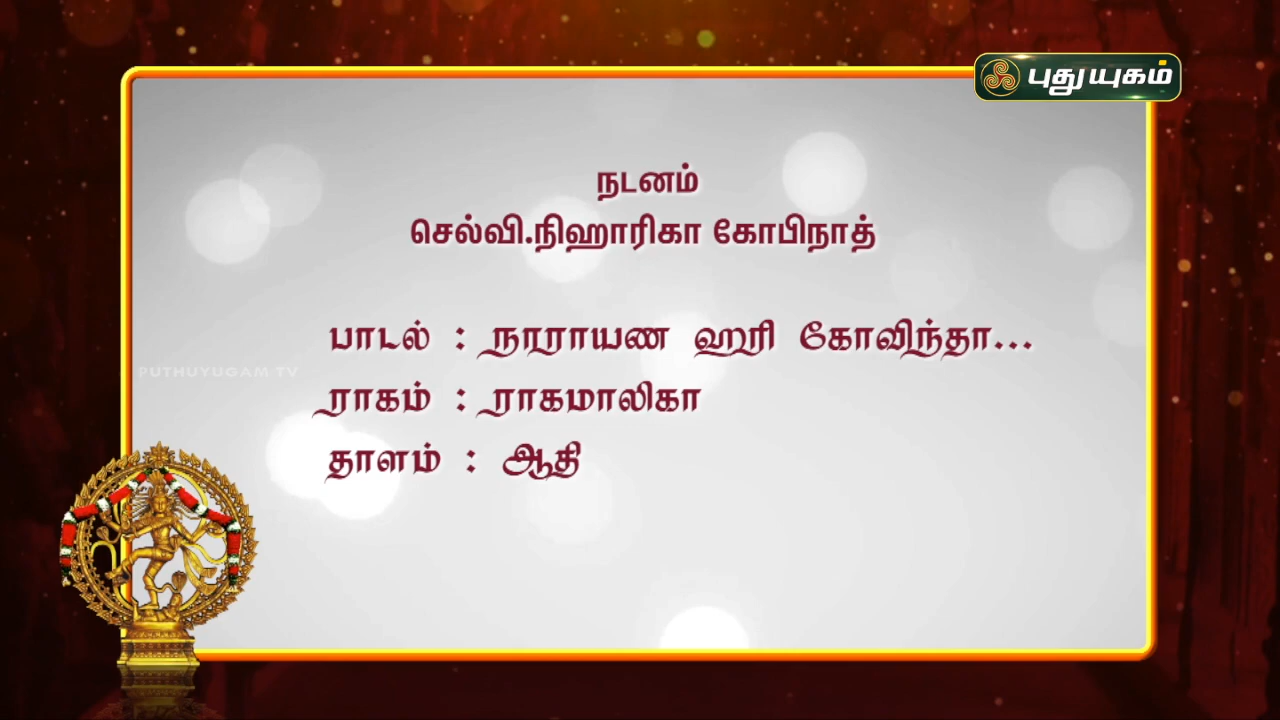 புதுயுகம்
நடனம்
செல்வி.நிஹாரிகா கோபிநாத்
பாடல் : நாராயண ஹரி கோவிந்தா...
PUTHUYUGAM TV
ராகம் : ராகமாலிகா
தாளம் : ஆதி